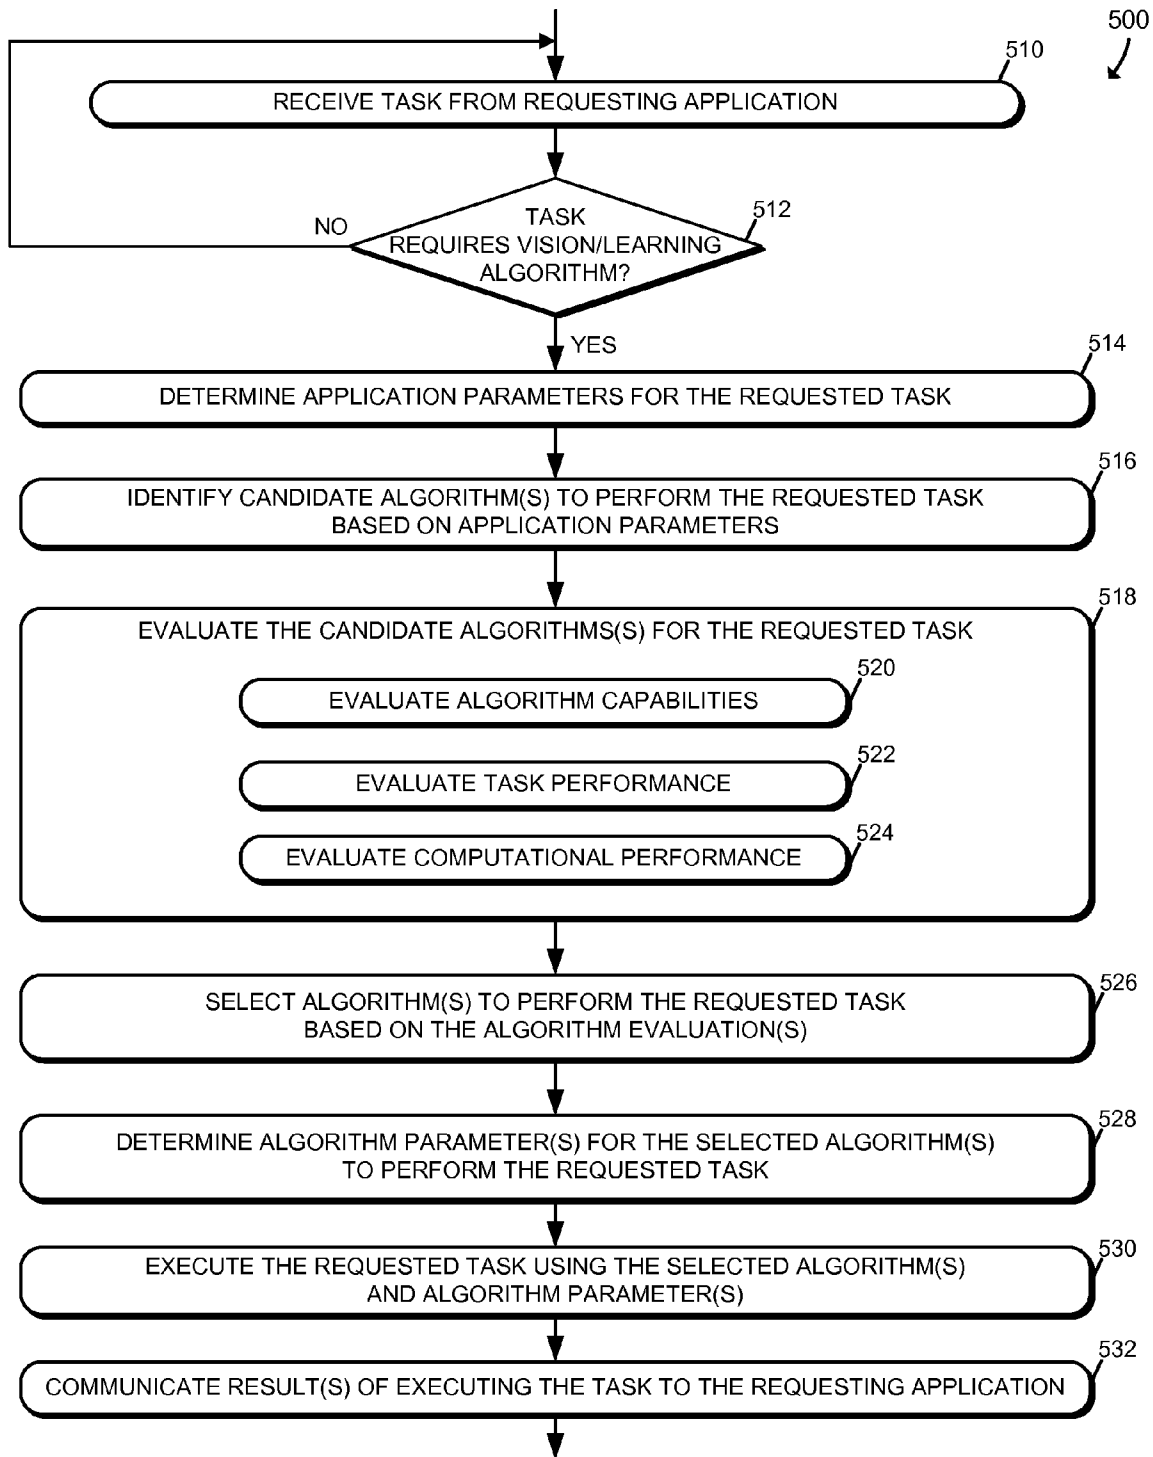 500
510
RECEIVE TASK FROM REQUESTING APPLICATION
512
TASK
REQUIRES VISION/LEARNING
ALGORITHM?
NO
YES
514
DETERMINE APPLICATION PARAMETERS FOR THE REQUESTED TASK
516
IDENTIFY CANDIDATE ALGORITHM(S) TO PERFORM THE REQUESTED TASK
BASED ON APPLICATION PARAMETERS
518
EVALUATE THE CANDIDATE ALGORITHMS(S) FOR THE REQUESTED TASK
520
EVALUATE ALGORITHM CAPABILITIES
522
EVALUATE TASK PERFORMANCE
524
EVALUATE COMPUTATIONAL PERFORMANCE
526
SELECT ALGORITHM(S) TO PERFORM THE REQUESTED TASK
BASED ON THE ALGORITHM EVALUATION(S)
528
DETERMINE ALGORITHM PARAMETER(S) FOR THE SELECTED ALGORITHM(S)
TO PERFORM THE REQUESTED TASK
530
EXECUTE THE REQUESTED TASK USING THE SELECTED ALGORITHM(S)
AND ALGORITHM PARAMETER(S)
532
COMMUNICATE RESULT(S) OF EXECUTING THE TASK TO THE REQUESTING APPLICATION